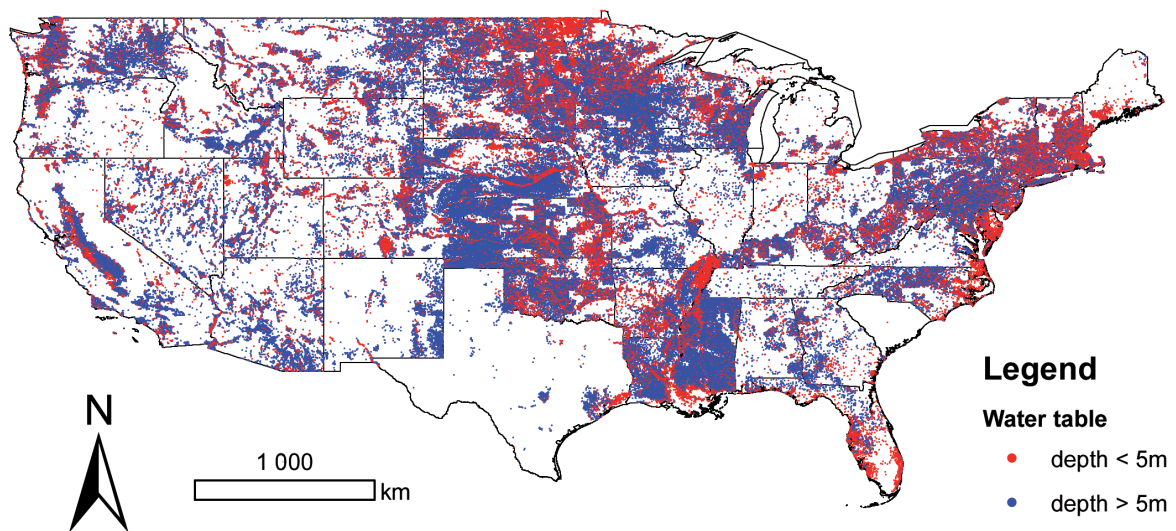 N
1 000
km
Legend
Water table
depth < 5m
depth > 5m